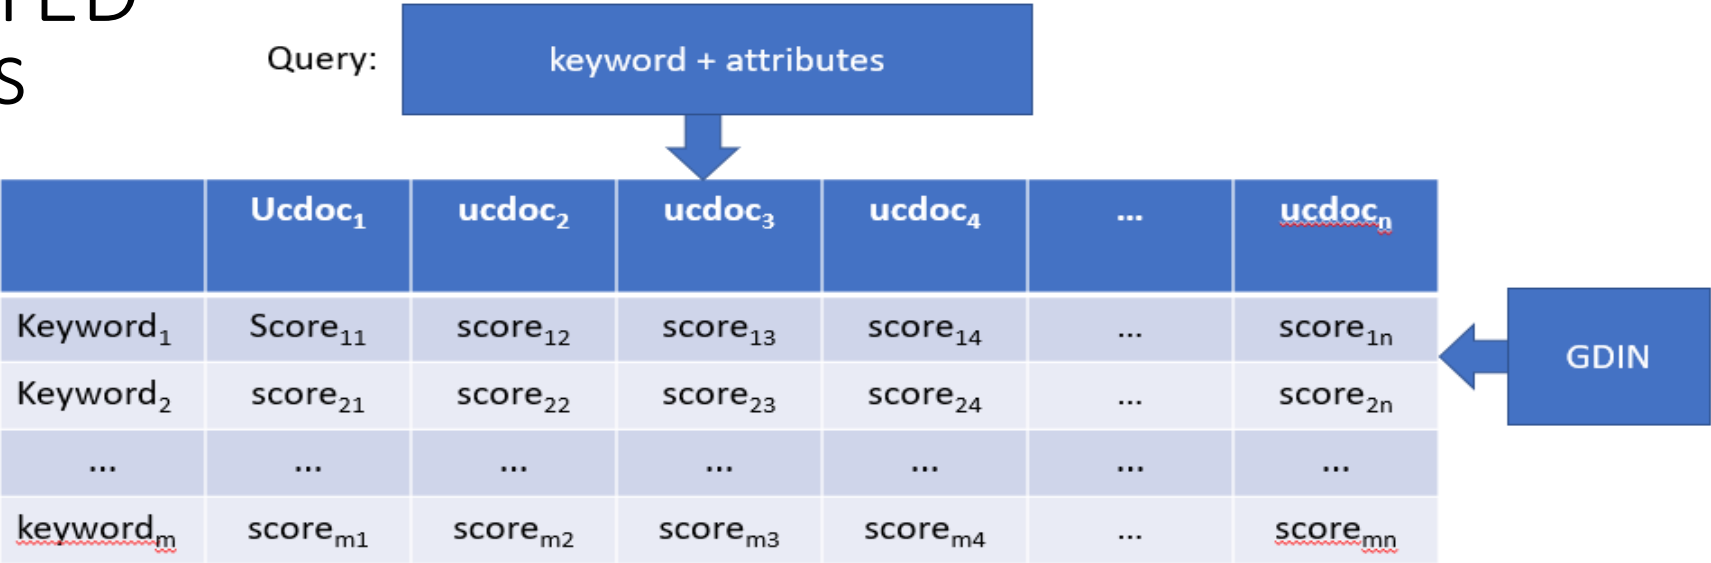 TED
S
Query: keyword + attributes
Ucdoc1 ucdoc2 ucdoc3 ucdoc4 ... ucdocn
Keyword1 Score11 score12 score13 score14 ... score1n
GDIN
Keyword2 score21 score22 score23 score24 ... score2n
... ... ... ... ... ... ...
keywordm scorem1 scorem2 scorem3 scorem4 ... scoremn